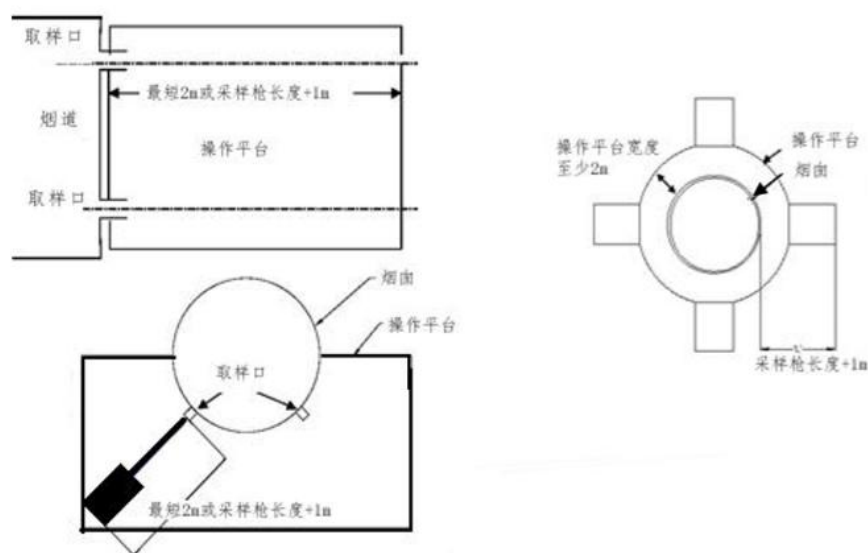 取样口
最短2m或采样枪长度+1m
烟道
操作平台
取样口
操作平台宽度
至少2m
操作平台
烟囱
采样枪长度+1m
烟囱
操作平台
取样口
最短2m或采样枪长度+1m